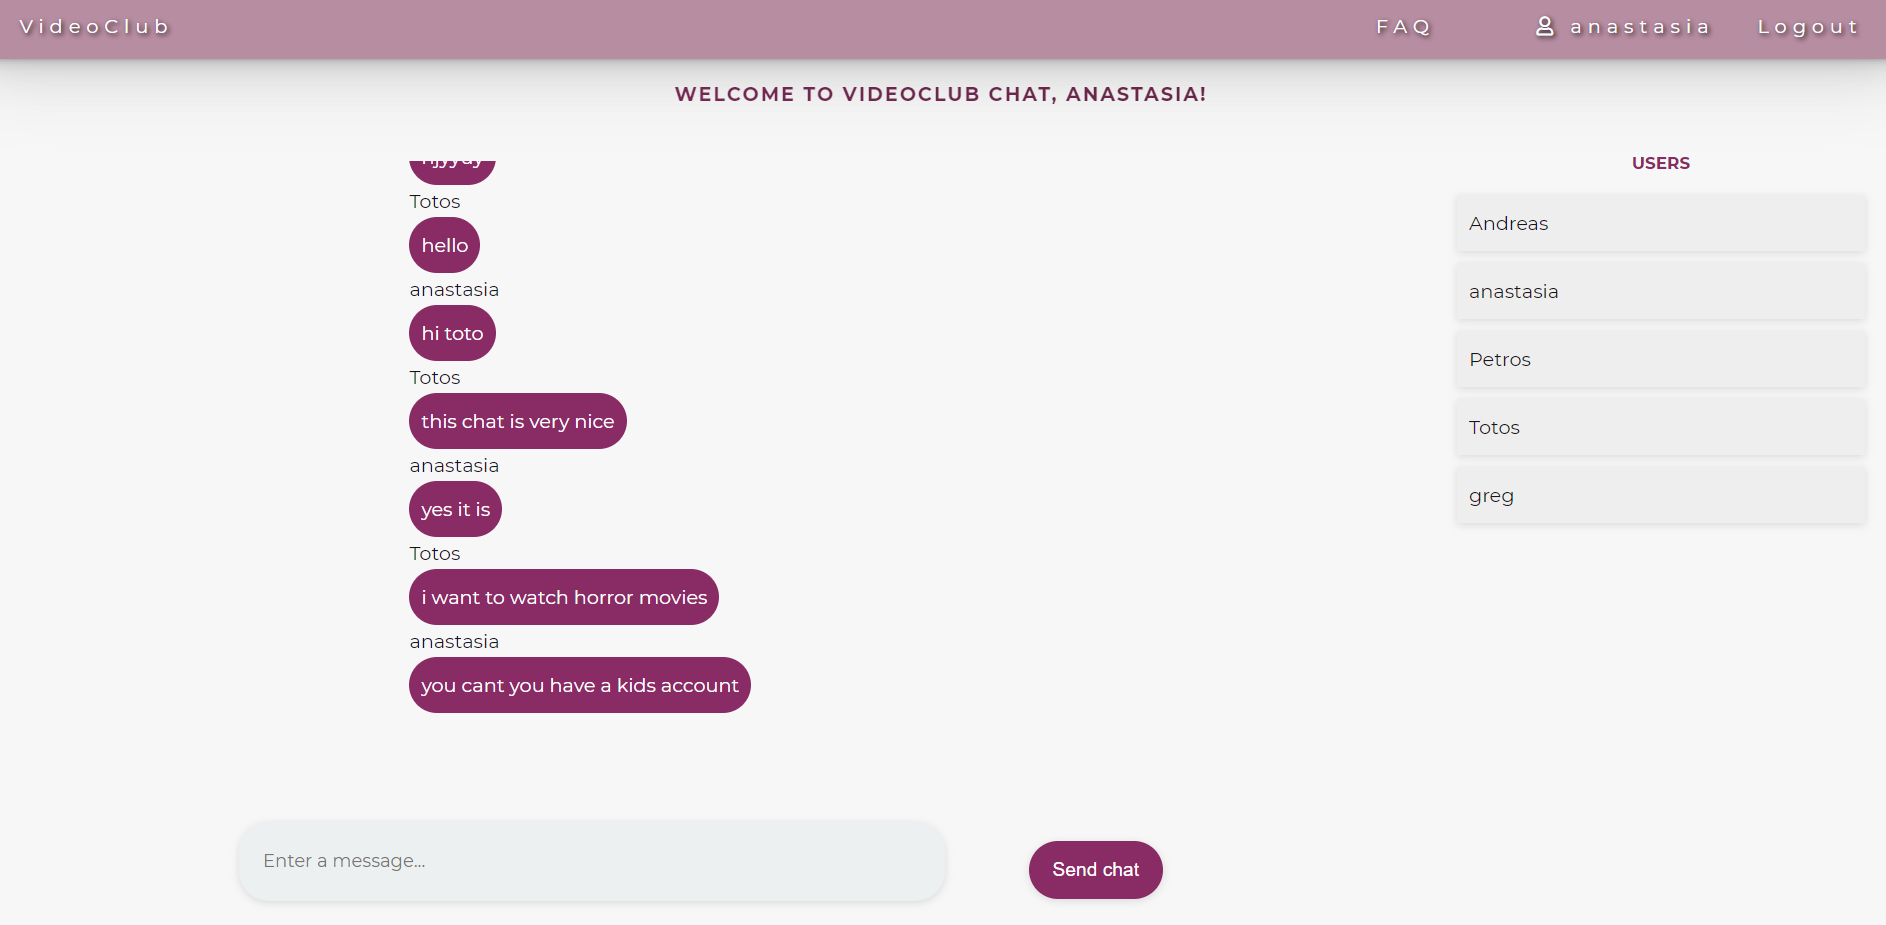 VideoClub FAQ anastasia Logout
WELCOME TO VIDEOCLUB CHAT, ANASTASIA!
Totos
hello
anastasia
hi toto
Totos
this chat is very nice
anastasia
yes it is
Totos
i want to watch horror movies
anastasia
you cant you have a kids account
Enter a message...
Send chat
USERS
Andreas
anastasia
Petros
Totos
greg